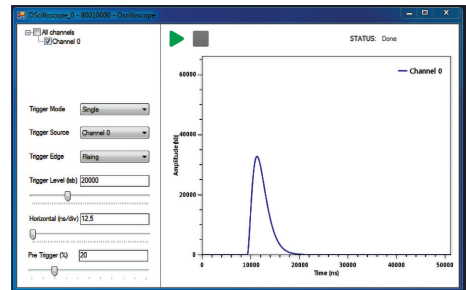 OScilloscope_0 - 80010000 - Oscilloscope
All channels
Channel 0
STATUS: Done
Trigger Mode Single
Trigger Source Channel 0
Trigger Edge Rising
Trigger Level (lsb) 20000
Horizontal (ns/div) 12.5
Pre Trigger (%) 20
Channel 0
Amplitude (lsb)
60000
40000
20000
0
0 10000 20000 30000 40000 50000
Time (ns)